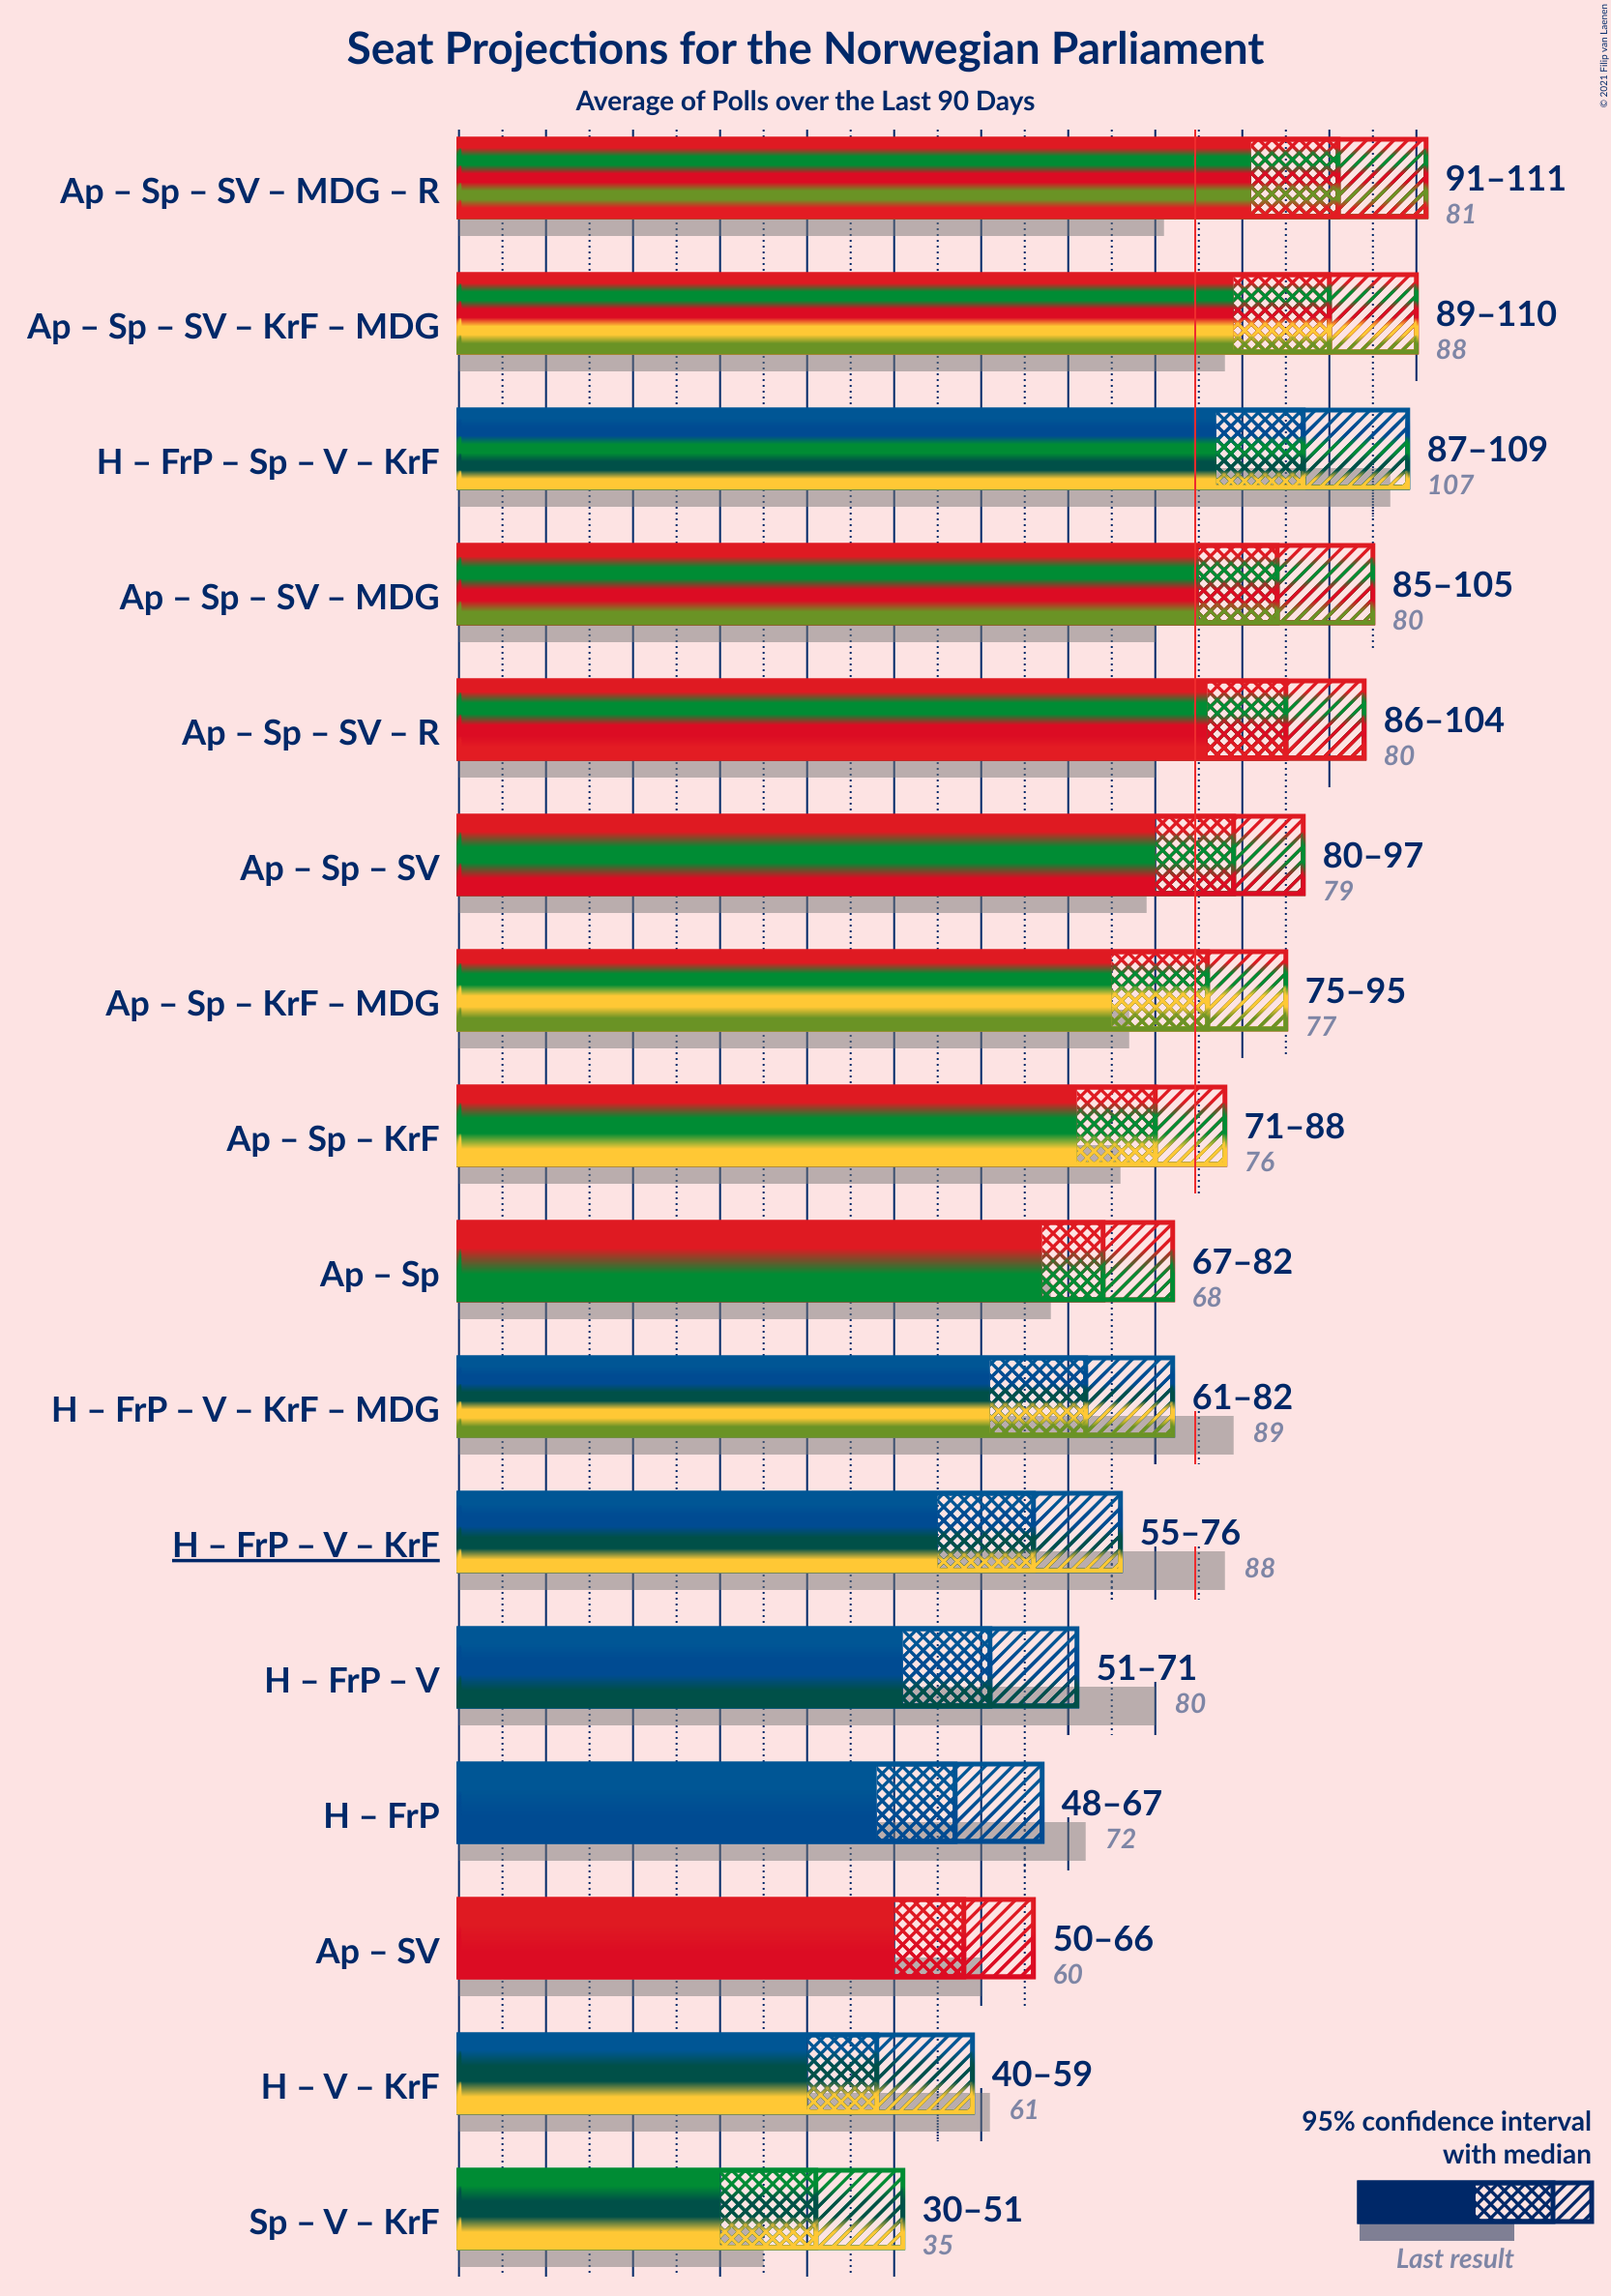 © 2021 Filip van Laenen
Seat Projections for the Norwegian Parliament
Average of Polls over the Last 90 Days
Ap – Sp – SV – MDG – R
91–111
81
Ap – Sp – SV – KrF – MDG
89–110
88
H – FrP – Sp – V – KrF
87–109
107
Ap – Sp – SV – MDG
85–105
80
Ap – Sp – SV – R
86–104
80
Ap – Sp – SV
80–97
79
Ap – Sp – KrF – MDG
75–95
77
Ap – Sp – KrF
71–88
76
Ap – Sp
67–82
68
H – FrP – V – KrF – MDG
61–82
89
H – FrP – V – KrF
55–76
88
H – FrP – V
51–71
80
H – FrP
48–67
72
Ap – SV
50–66
60
H – V – KrF
40–59
61
Sp – V – KrF
30–51
35
95% confidence interval
with median
Last result